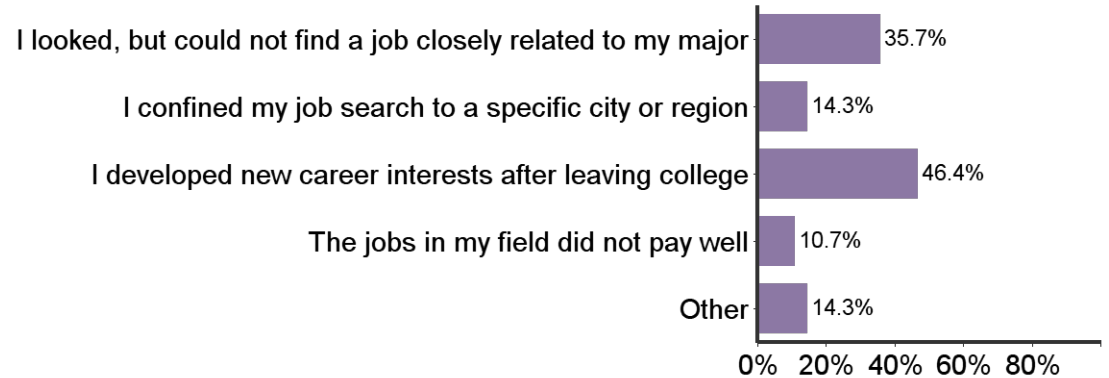 I looked, but could not find a job closely related to my major 35.7%
I confined my job search to a specific city or region 14.3%
I developed new career interests after leaving college 46.4%
The jobs in my field did not pay well 10.7%
Other 14.3%
0% 20% 40% 60% 80%